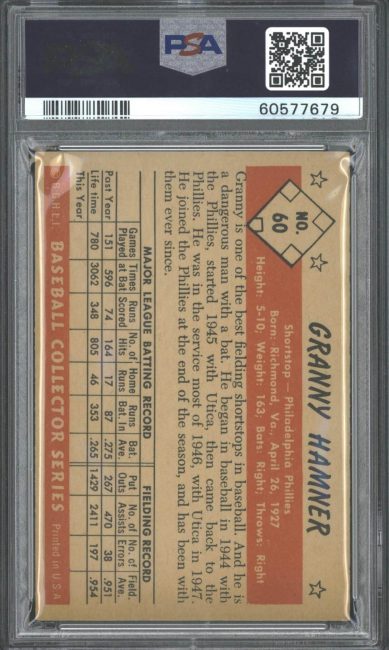 PSA
60577679
NO.
60
GRANNY HAMNER
Shortstop — Philadelphia Phillies
Born: Richmond, Va., April 26, 1927
Height: 5-10; Weight: 163; Bats: Right; Throws: Right
Granny is one of the best fielding shortstops in baseball. And he is
a dangerous man with a bat. He began in baseball in 1944 with
the Phillies, started 1945 with Utica, then came back to the
Phillies. He was in the service most of 1946, with Utica in 1947.
He joined the Phillies at the end of the season, and has been with
them ever since.
MAJOR LEAGUE BATTING RECORD FIELDING RECORD
Games Times Runs No. of Home Runs Bat. Put No. of No. of Field.
Played at Bat Scored Hits Runs Bat. In Ave. Outs Assists Errors Ave.
Past Year 151 596 74 164 17 87 .275 267 470 38 .951
Life time 780 3062 348 805 46 353 .265 1429 2411 197 .954
This Year
© B.G.H.L.I. BASEBALL COLLECTOR SERIES Printed in U S A